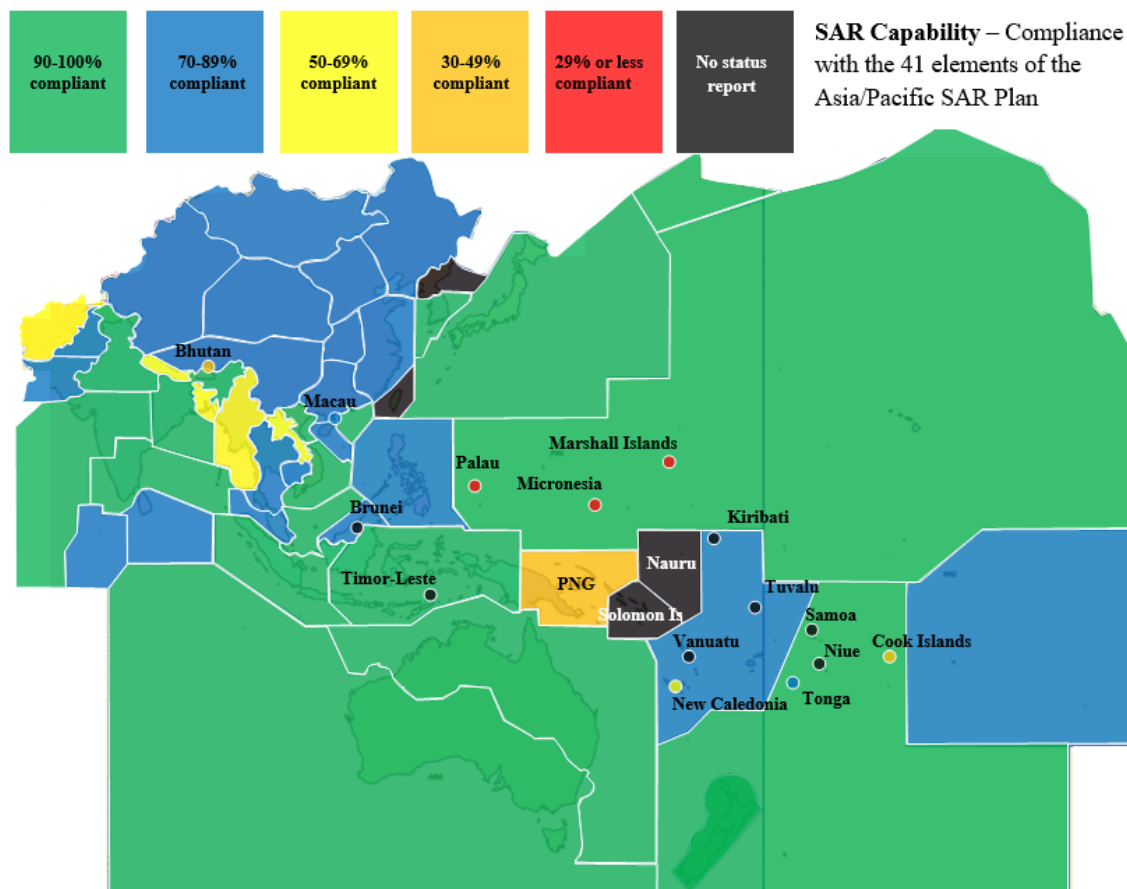 90-100%
compliant
70-89%
compliant
50-69%
compliant
30-49%
compliant
29% or less
compliant
No status
report
SAR Capability – Compliance
with the 41 elements of the
Asia/Pacific SAR Plan
Bhutan
Macau
Marshall Islands
Palau
Micronesia
Brunei
Kiribati
Nauru
Timor-Leste
PNG
Tuvalu
Solomon Is
Samoa
Vanuatu
Niue
Cook Islands
New Caledonia
Tonga